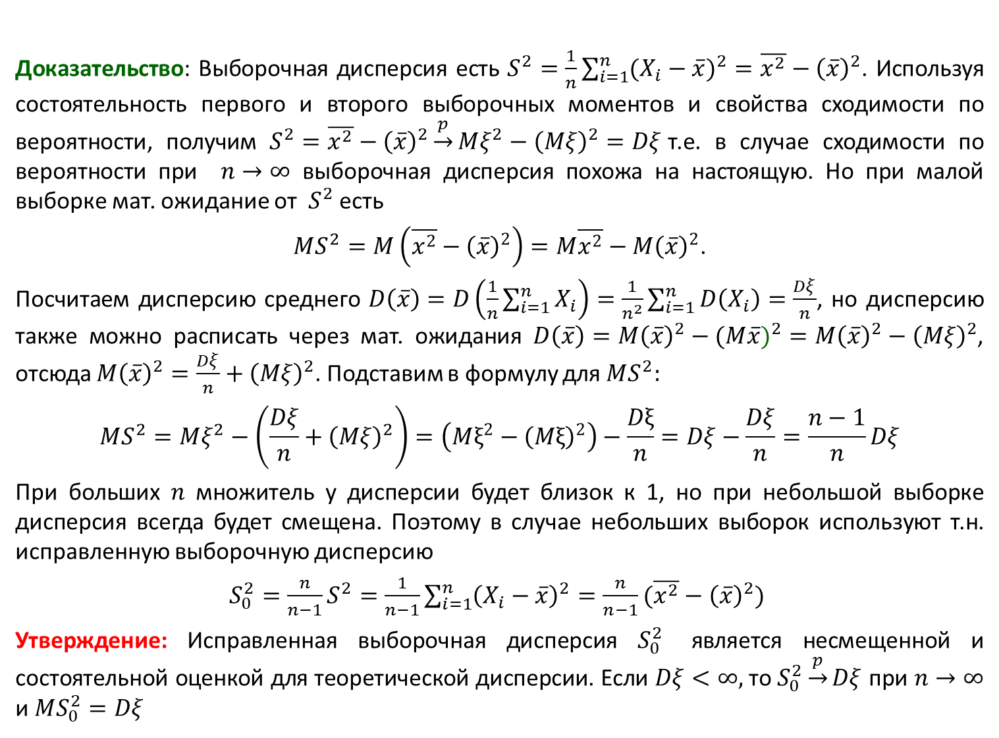 Доказательство: Выборочная дисперсия есть $S^2 = \frac{1}{n}\sum_{i=1}^{n}(X_i - \bar{x})^2 = \overline{x^2} - (\bar{x})^2$. Используя
состоятельность первого и второго выборочных моментов и свойства сходимости по
вероятности, получим $S^2 = \overline{x^2} - (\bar{x})^2 \xrightarrow{p} M\xi^2 - (M\xi)^2 = D\xi$ т.е. в случае сходимости по
вероятности при $n \to \infty$ выборочная дисперсия похожа на настоящую. Но при малой
выборке мат. ожидание от $S^2$ есть
$MS^2 = M\left(\overline{x^2} - (\bar{x})^2\right) = M\overline{x^2} - M(\bar{x})^2.$
Посчитаем дисперсию среднего $D(\bar{x}) = D\left(\frac{1}{n}\sum_{i=1}^{n} X_i\right) = \frac{1}{n^2}\sum_{i=1}^{n} D(X_i) = \frac{D\xi}{n}$, но дисперсию
также можно расписать через мат. ожидания $D(\bar{x}) = M(\bar{x})^2 - (M\bar{x})^2 = M(\bar{x})^2 - (M\xi)^2$,
отсюда $M(\bar{x})^2 = \frac{D\xi}{n} + (M\xi)^2$. Подставим в формулу для $MS^2$:
$MS^2 = M\xi^2 - \left(\frac{D\xi}{n} + (M\xi)^2\right) = \left(M\xi^2 - (M\xi)^2\right) - \frac{D\xi}{n} = D\xi - \frac{D\xi}{n} = \frac{n-1}{n} D\xi$
При больших $n$ множитель у дисперсии будет близок к 1, но при небольшой выборке
дисперсия всегда будет смещена. Поэтому в случае небольших выборок используют т.н.
исправленную выборочную дисперсию
$S_0^2 = \frac{n}{n-1} S^2 = \frac{1}{n-1}\sum_{i=1}^{n}(X_i - \bar{x})^2 = \frac{n}{n-1}(\overline{x^2} - (\bar{x})^2)$
Утверждение: Исправленная выборочная дисперсия $S_0^2$ является несмещенной и
состоятельной оценкой для теоретической дисперсии. Если $D\xi < \infty$, то $S_0^2 \xrightarrow{p} D\xi$ при $n \to \infty$
и $MS_0^2 = D\xi$